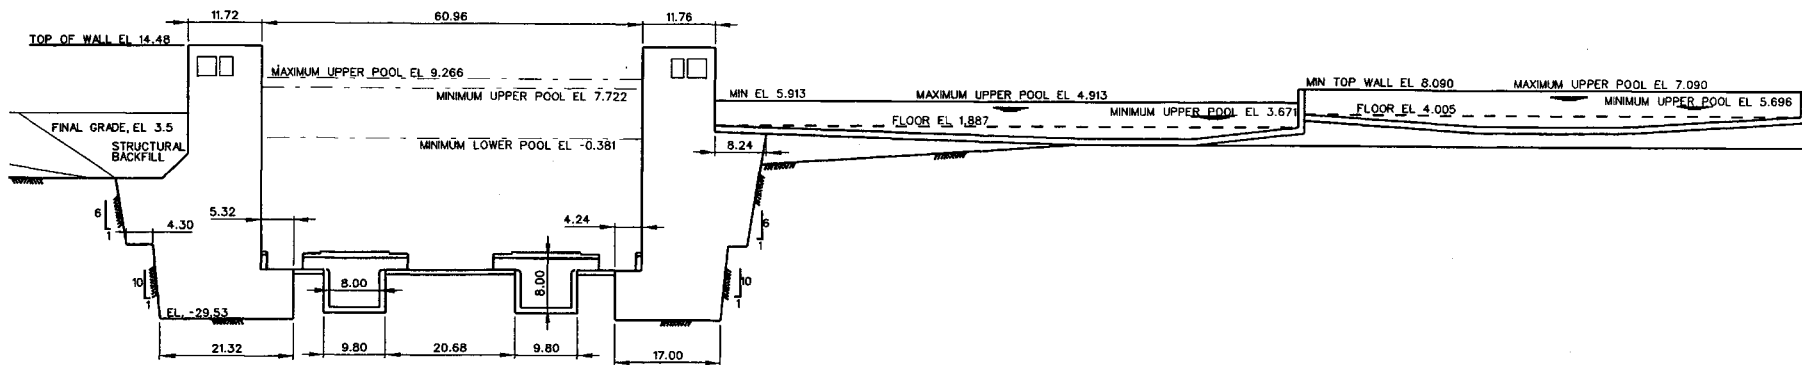 11.72
60.96
11.76
TOP OF WALL EL 14.48
MAXIMUM UPPER POOL EL 9.266
MINIMUM UPPER POOL EL 7.722
MIN EL 5.913
MAXIMUM UPPER POOL EL 4.913
MINIMUM UPPER POOL EL 3.671
FLOOR EL 1.887
MIN TOP WALL EL 8.090
MAXIMUM UPPER POOL EL 7.090
MINIMUM UPPER POOL EL 5.696
FLOOR EL 4.005
FINAL GRADE, EL 3.5
STRUCTURAL
BACKFILL
MINIMUM LOWER POOL EL -0.381
8.24
6
1
5.32
4.30
4.24
6
1
10
1
8.00
8.00
10
1
EL, -29.53
21.32
9.80
20.68
9.80
17.00